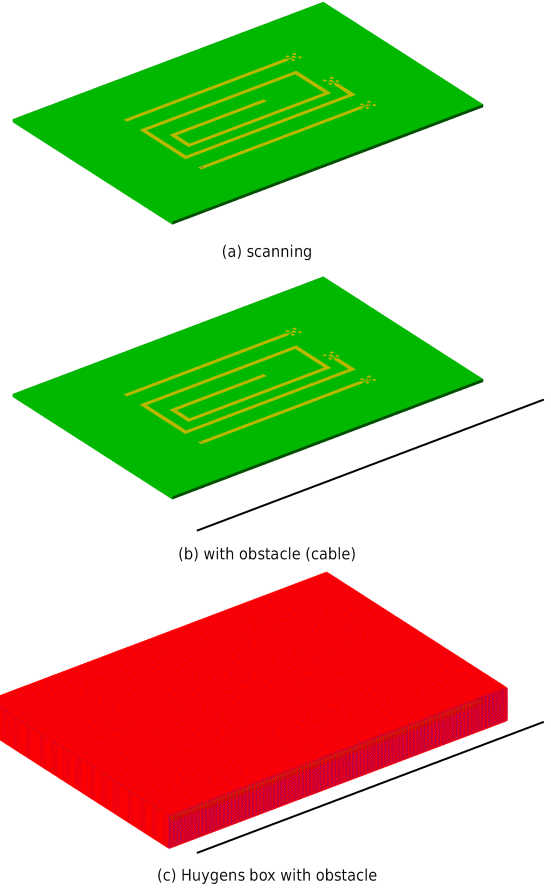 (a) scanning
(b) with obstacle (cable)
(c) Huygens box with obstacle